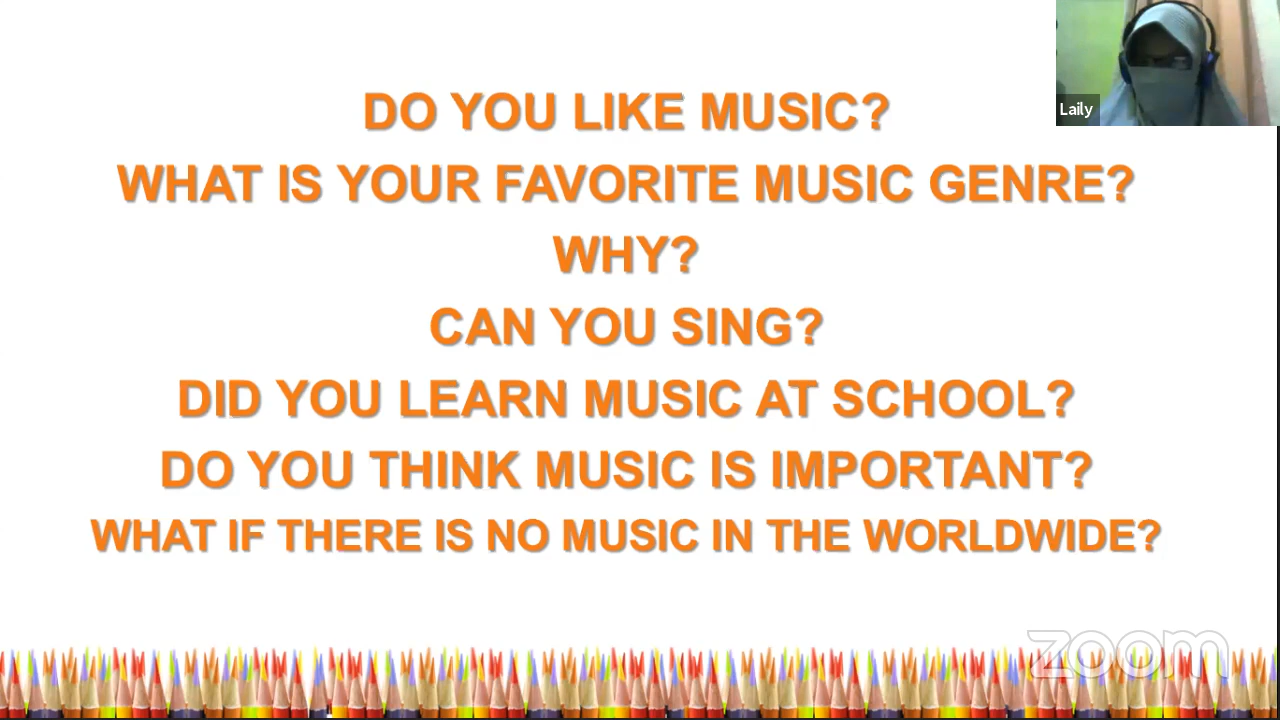 DO YOU LIKE MUSIC?
Laily
WHAT IS YOUR FAVORITE MUSIC GENRE?
WHY?
CAN YOU SING?
DID YOU LEARN MUSIC AT SCHOOL?
DO YOU THINK MUSIC IS IMPORTANT?
WHAT IF THERE IS NO MUSIC IN THE WORLDWIDE?
zoom